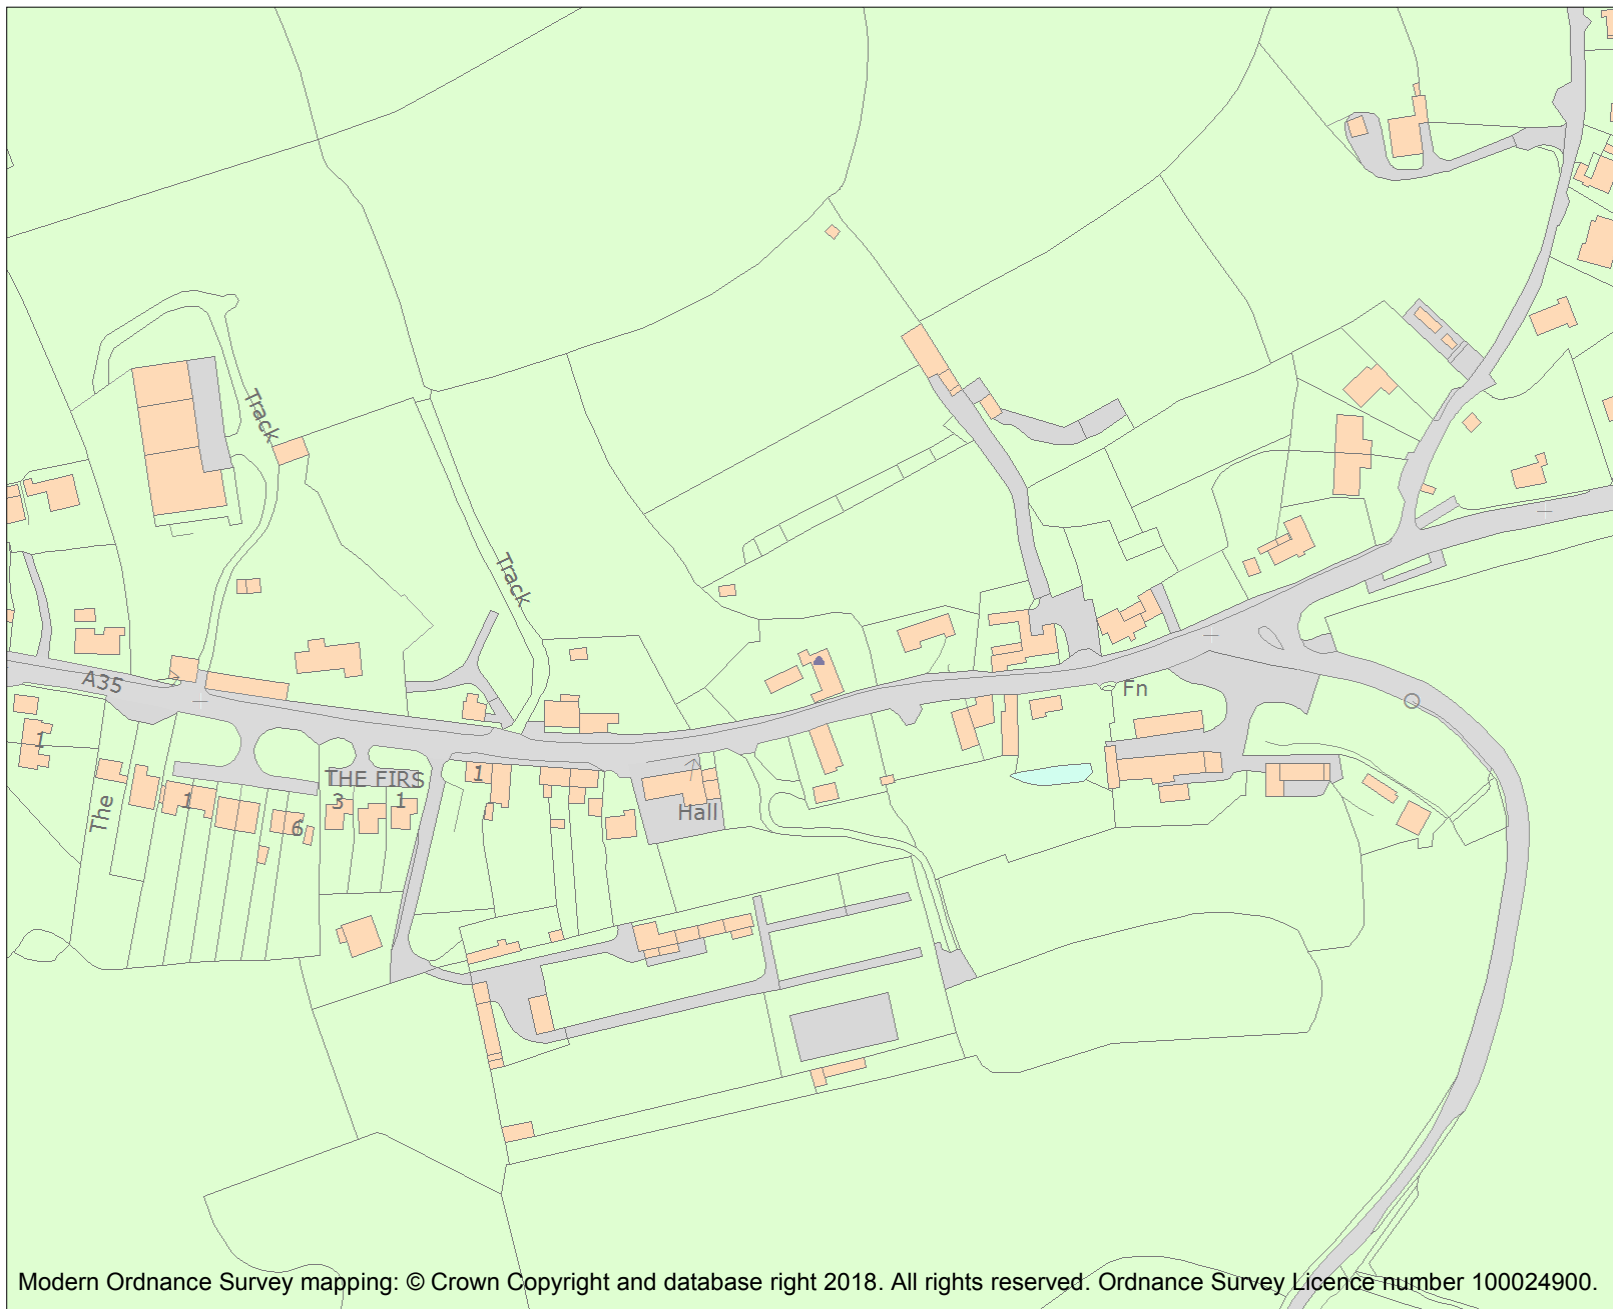 Track
Track
A35
Fn
1
THE FIRS
1
The
1
3
1
6
Hall
Modern Ordnance Survey mapping: © Crown Copyright and database right 2018. All rights reserved. Ordnance Survey Licence number 100024900.